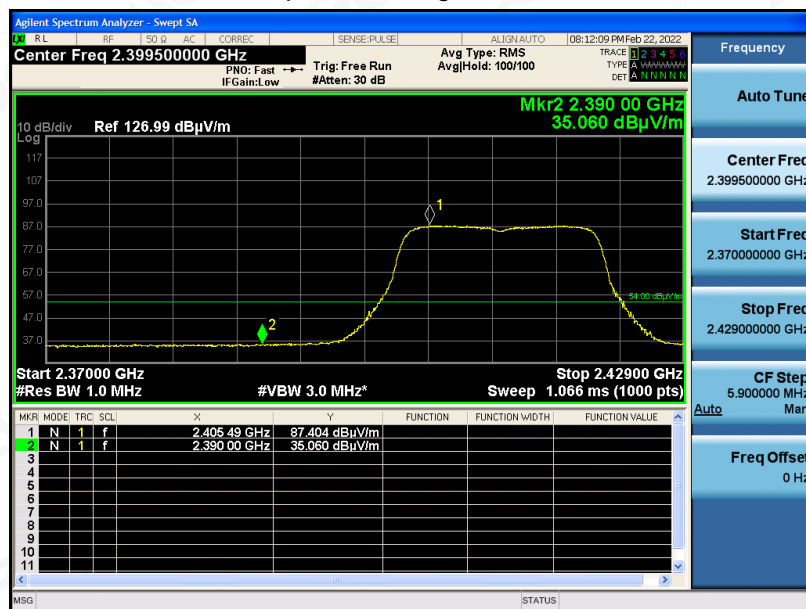 Agilent Spectrum Analyzer - Swept SA
LXI RL RF 50 Ω AC CORREC SENSE:PULSE ALIGN AUTO 08:12:09 PM Feb 22, 2022
Center Freq 2.399500000 GHz
PNO: Fast
IFGain:Low
Trig: Free Run
#Atten: 30 dB
Avg Type: RMS
Avg|Hold: 100/100
TRACE 1 2 3 4 5 6
TYPE A WWWWW
DET A N N N N N
Mkr2 2.390 00 GHz
35.060 dBµV/m
10 dB/div Ref 126.99 dBµV/m
Log
117
107
97.0
87.0
77.0
67.0
57.0
47.0
37.0
1
2
54.00 dBµV/m
Start 2.37000 GHz Stop 2.42900 GHz
#Res BW 1.0 MHz #VBW 3.0 MHz* Sweep 1.066 ms (1000 pts)
MKR MODE TRC SCL X Y FUNCTION FUNCTION WIDTH FUNCTION VALUE
1 N 1 f 2.405 49 GHz 87.404 dBµV/m
2 N 1 f 2.390 00 GHz 35.060 dBµV/m
3
4
5
6
7
8
9
10
11
MSG STATUS
Frequency
Auto Tune
Center Freq
2.399500000 GHz
Start Freq
2.370000000 GHz
Stop Freq
2.429000000 GHz
CF Step
5.900000 MHz
Auto Man
Freq Offset
0 Hz